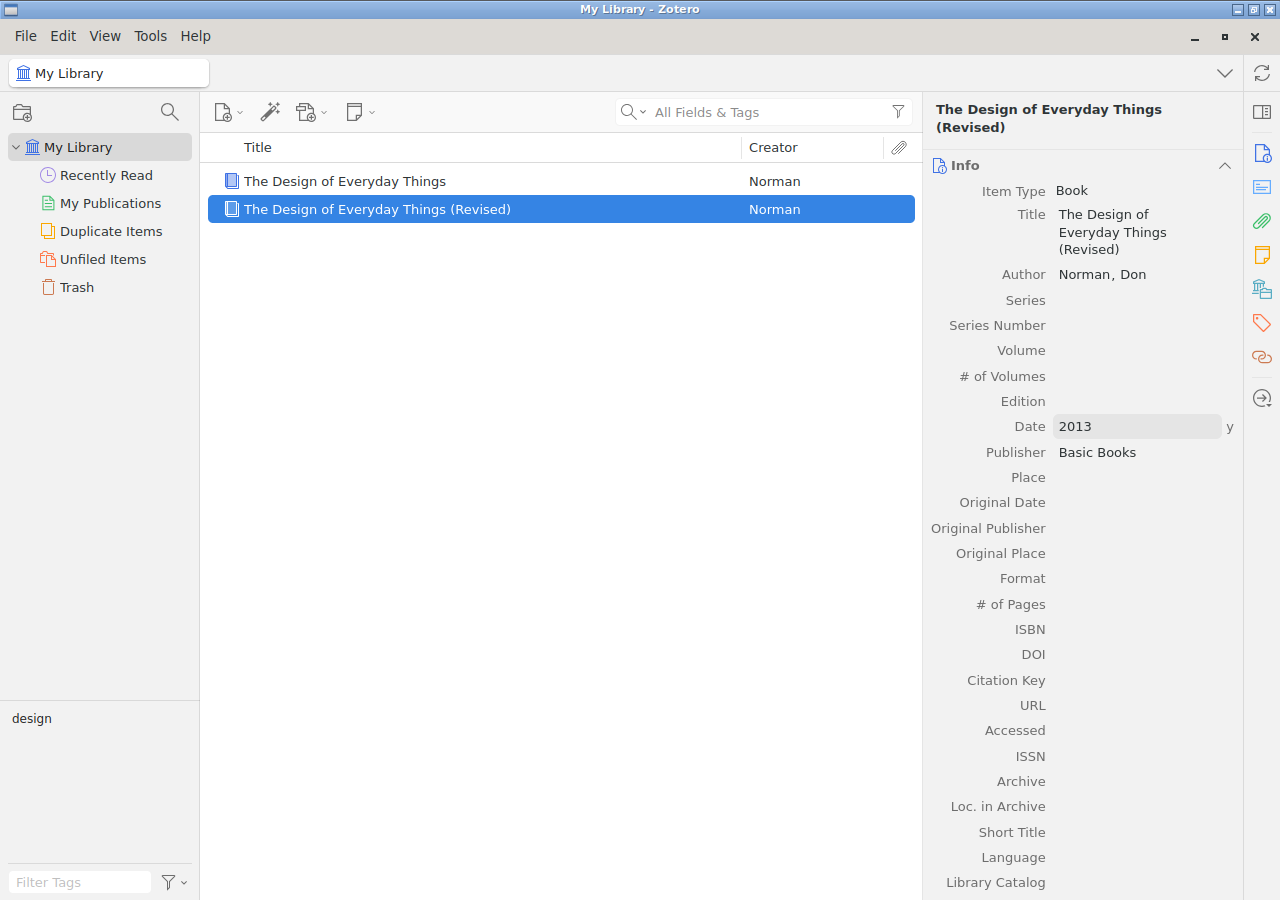 My Library - Zotero
File Edit View Tools Help
My Library
All Fields & Tags
My Library
Recently Read
My Publications
Duplicate Items
Unfiled Items
Trash
design
Filter Tags
Title Creator
The Design of Everyday Things Norman
The Design of Everyday Things (Revised) Norman
The Design of Everyday Things
(Revised)
Info
Item Type Book
Title The Design of
Everyday Things
(Revised)
Author Norman, Don
Series
Series Number
Volume
# of Volumes
Edition
Date 2013 y
Publisher Basic Books
Place
Original Date
Original Publisher
Original Place
Format
# of Pages
ISBN
DOI
Citation Key
URL
Accessed
ISSN
Archive
Loc. in Archive
Short Title
Language
Library Catalog